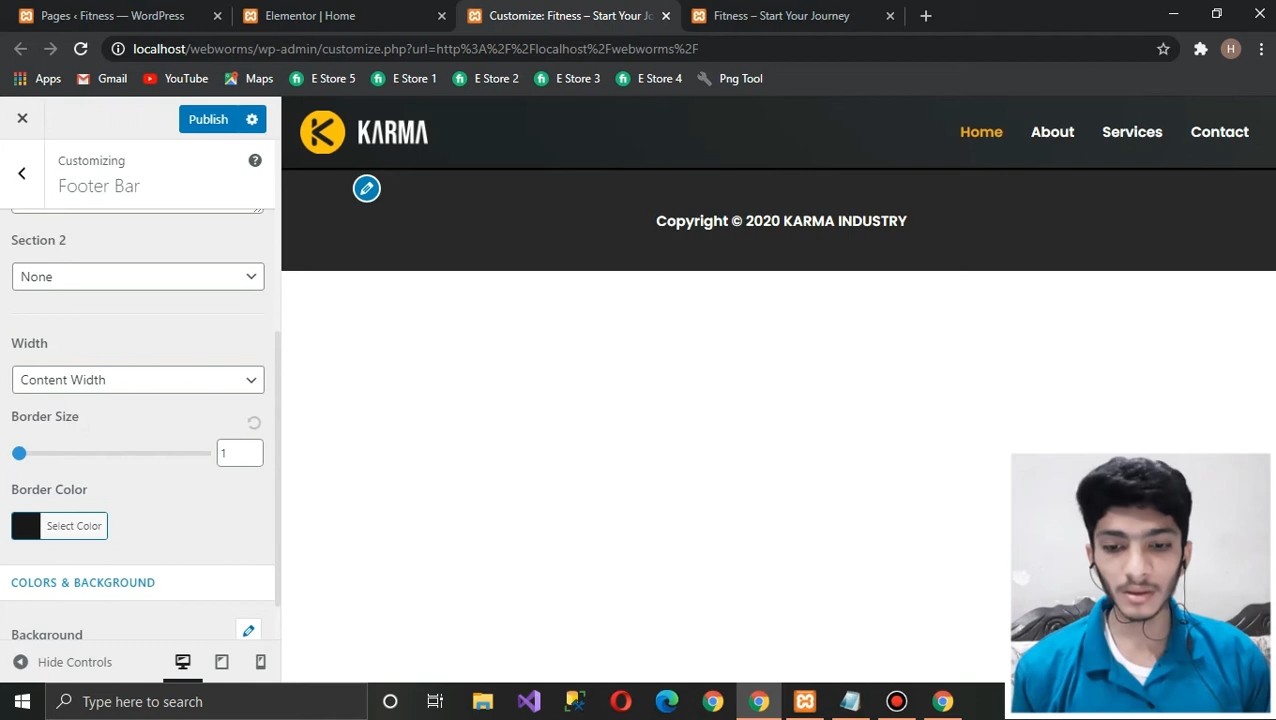 Pages ‹ Fitness — WordPress
Elementor | Home
Customize: Fitness – Start Your Jo
Fitness – Start Your Journey
localhost/webworms/wp-admin/customize.php?url=http%3A%2F%2Flocalhost%2Fwebworms%2F
H
Apps
Gmail
YouTube
Maps
E Store 5
E Store 1
E Store 2
E Store 3
E Store 4
Png Tool
Publish
Customizing
Footer Bar
KARMA
Home
About
Services
Contact
Copyright © 2020 KARMA INDUSTRY
Section 2
None
Width
Content Width
Border Size
1
Border Color
Select Color
COLORS & BACKGROUND
Background
Hide Controls
Type here to search